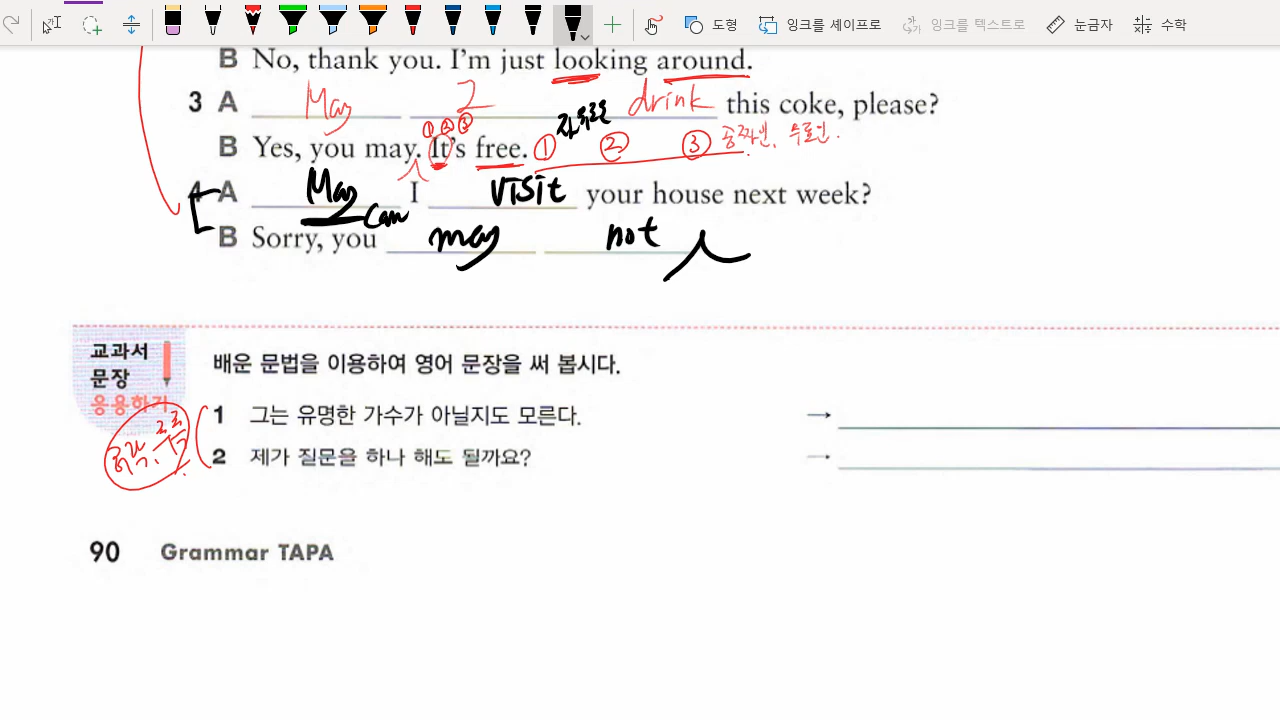 도형 잉크를 셰이프로 잉크를 텍스트로 눈금자 수학
B No, thank you. I'm just looking around.
3 A May I drink this coke, please?
① ② ③ 자유로운
B Yes, you may. It's free. ① ② ③ 공짜인, 무료인.
4 A May I visit your house next week?
can
B Sorry, you may not
교과서
문장
응용하기
배운 문법을 이용하여 영어 문장을 써 봅시다.
1 그는 유명한 가수가 아닐지도 모른다. →
2 제가 질문을 하나 해도 될까요? →
90 Grammar TAPA